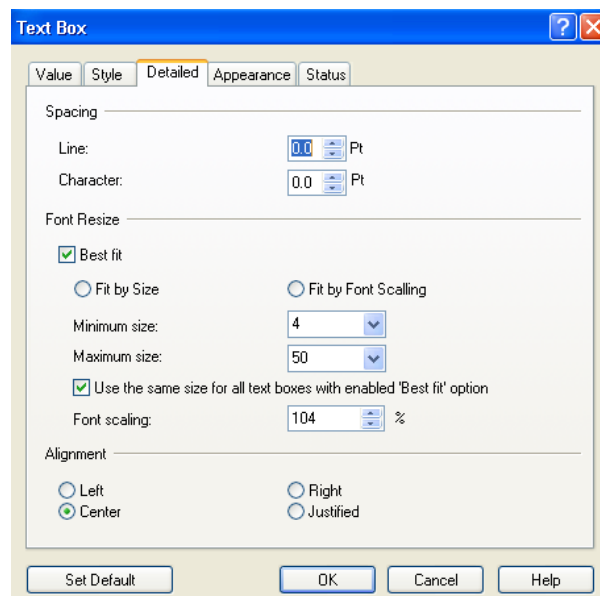 Text Box
Value Style Detailed Appearance Status
Spacing
Line: 0.0 Pt
Character: 0.0 Pt
Font Resize
Best fit
Fit by Size Fit by Font Scalling
Minimum size: 4
Maximum size: 50
Use the same size for all text boxes with enabled 'Best fit' option
Font scaling: 104 %
Alignment
Left Right
Center Justified
Set Default OK Cancel Help